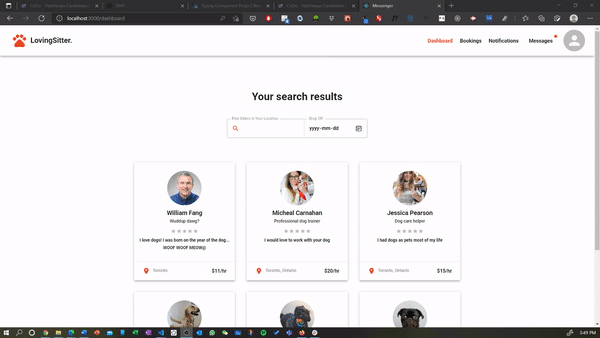 Messenger
localhost:3000/dashboard
LovingSitter.
Dashboard Bookings Notifications Messages
Your search results
Find Sitters In Your Location Drop Off
yyyy-mm-dd
William Fang
Wuddup dawg?
I love dogs! I was born on the year of the dog...
WOOF WOOF MEOW@
Toronto $11/hr
Micheal Carnahan
Professional dog trainer
I would love to work with your dog
Toronto, Ontario $20/hr
Jessica Pearson
Dog care helper
I had dogs as pets most of my life
Toronto, Ontario $15/hr
3:49 PM